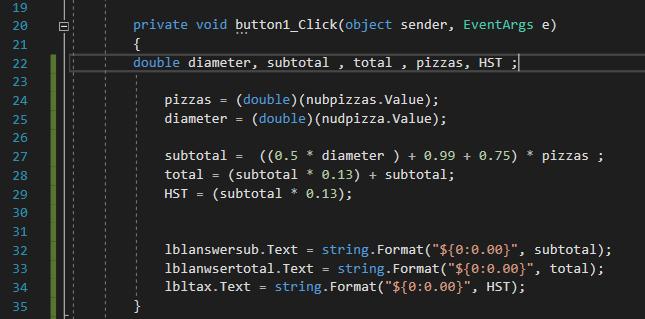 19
20 private void button1_Click(object sender, EventArgs e)
21 {
22 double diameter, subtotal , total , pizzas, HST ;
23
24 pizzas = (double)(nubpizzas.Value);
25 diameter = (double)(nudpizza.Value);
26
27 subtotal =  ((0.5 * diameter ) + 0.99 + 0.75) * pizzas ;
28 total = (subtotal * 0.13) + subtotal;
29 HST = (subtotal * 0.13);
30
31
32 lblanswersub.Text = string.Format("${0:0.00}", subtotal);
33 lblanwsertotal.Text = string.Format("${0:0.00}", total);
34 lbltax.Text = string.Format("${0:0.00}", HST);
35 }